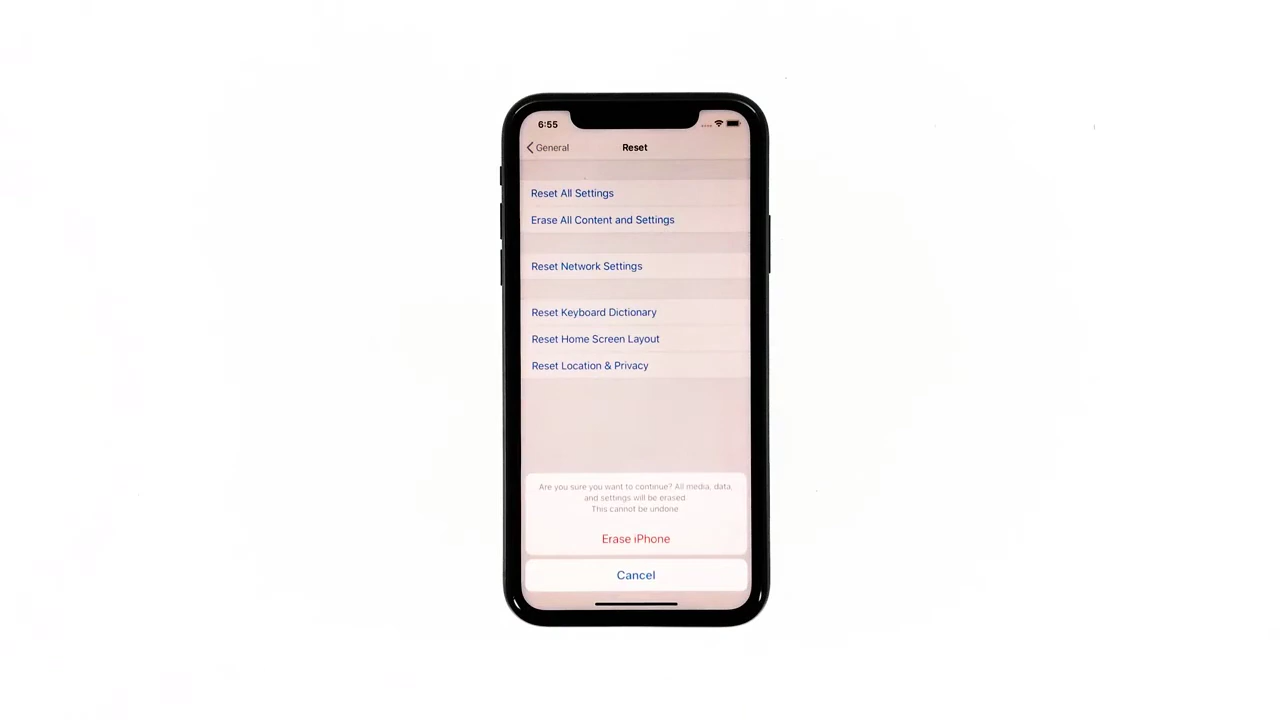 6:55
General
Reset
Reset All Settings
Erase All Content and Settings
Reset Network Settings
Reset Keyboard Dictionary
Reset Home Screen Layout
Reset Location & Privacy
Are you sure you want to continue? All media, data,
and settings will be erased.
This cannot be undone
Erase iPhone
Cancel